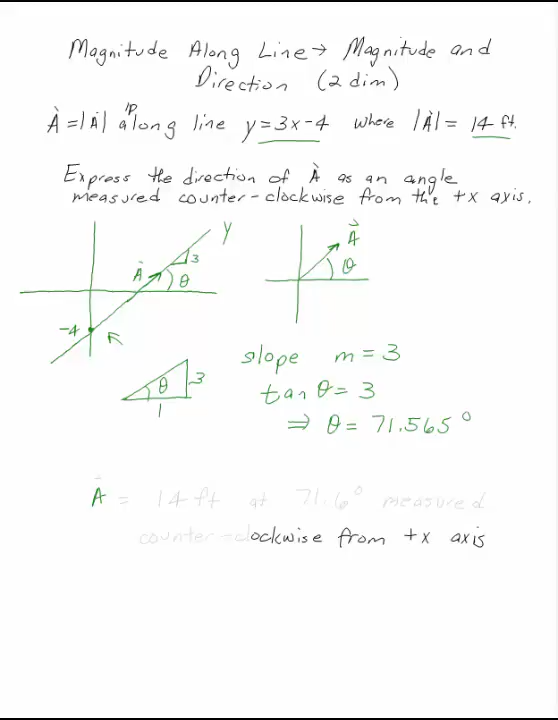 Magnitude Along Line → Magnitude and
Direction (2 dim)
À = |À| up along line y = 3x - 4 where |À| = 14 ft.
Express the direction of À as an angle
measured counter-clockwise from the +x axis.
y
3
A
θ
-4
A
θ
3
θ
1
slope m = 3
tan θ = 3
⇒ θ = 71.565°
A = 14 ft at 71.6° measured
counter-clockwise from +x axis